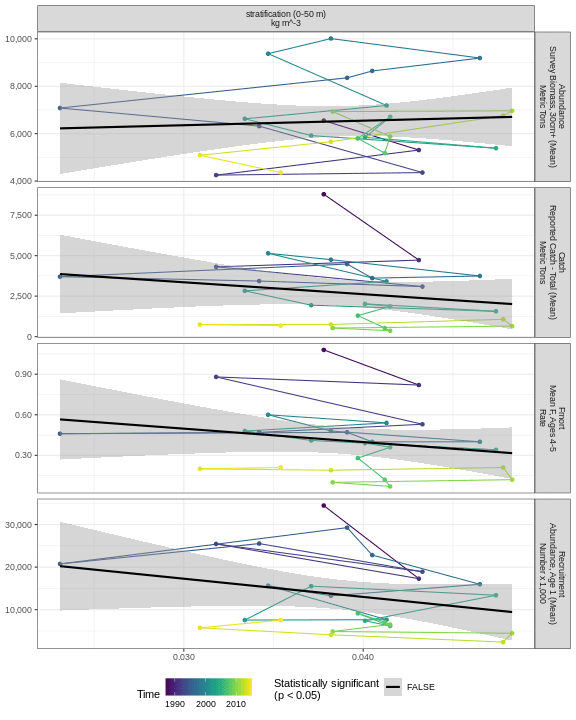 stratification (0-50 m)
kg m^-3
10,000
8,000
6,000
4,000
Abundance
Survey Biomass, 30cm+ (Mean)
Metric Tons
7,500
5,000
2,500
0
Catch
Reported Catch - Total (Mean)
Metric Tons
0.90
0.60
0.30
Fmort
Mean F, Ages 4-5
Rate
30,000
20,000
10,000
Recruitment
Abundance, Age 1 (Mean)
Number x 1,000
0.030
0.040
Time
1990
2000
2010
Statistically significant
(p < 0.05)
FALSE